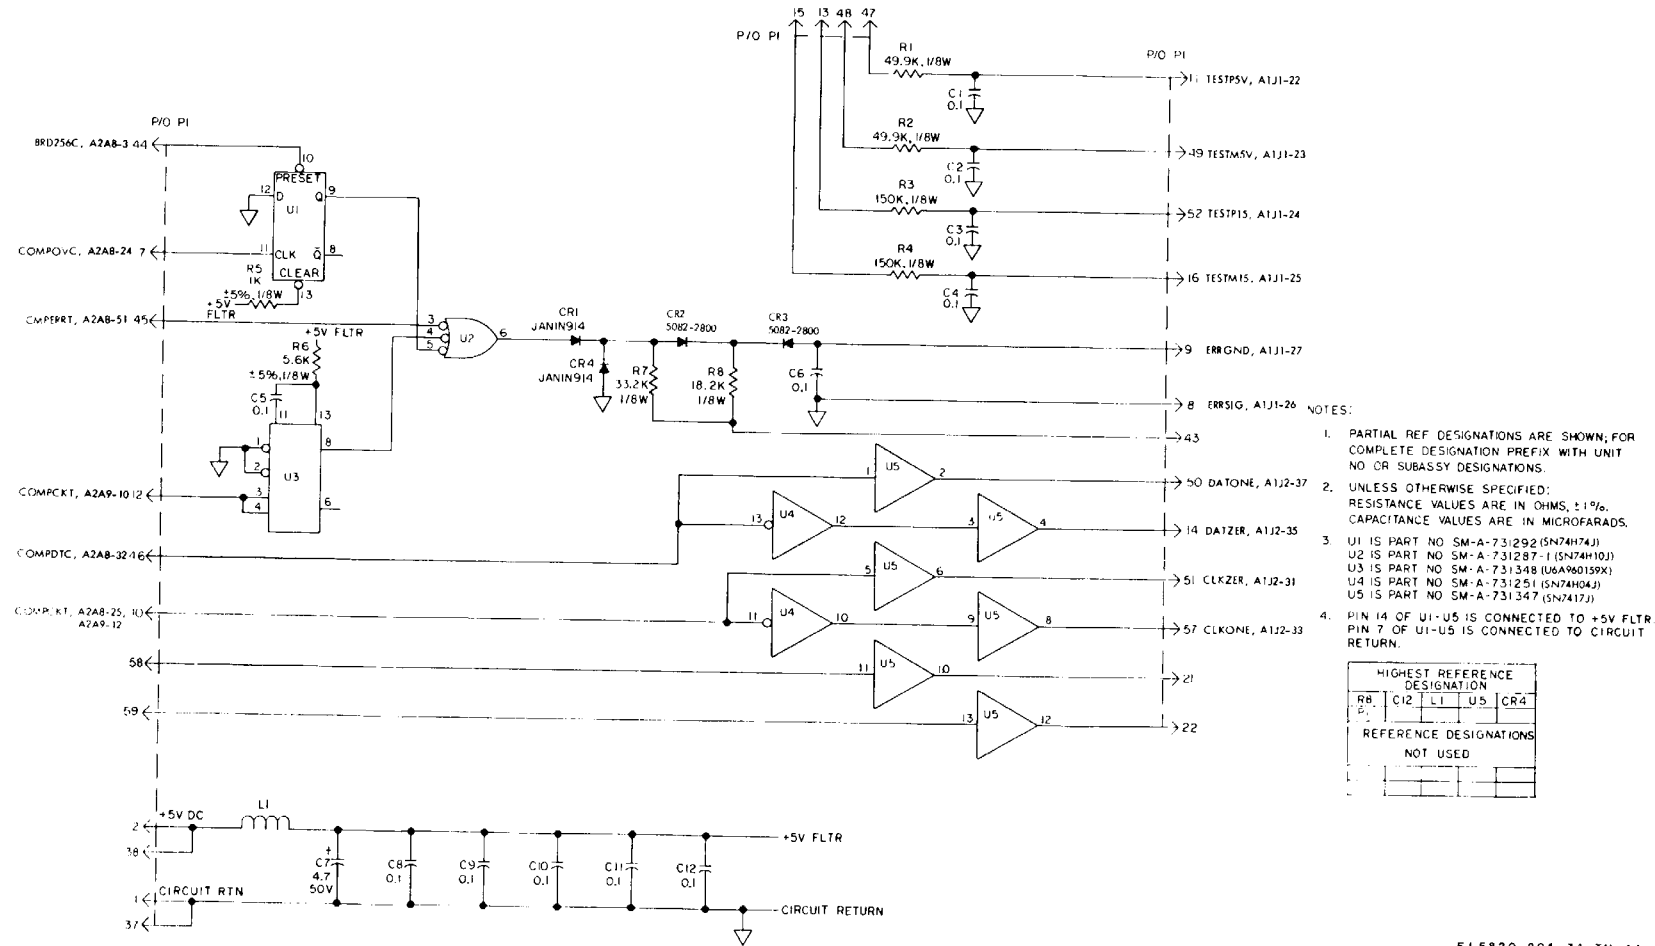 15 13 48 47
P/O P1
R1
49.9K, 1/8W
P/O P1
11 TESTP5V, A1J1-22
C1
0.1
R2
49.9K, 1/8W
49 TESTM5V, A1J1-23
C2
0.1
R3
150K, 1/8W
52 TESTP15, A1J1-24
C3
0.1
R4
150K, 1/8W
16 TESTM15, A1J1-25
C4
0.1
P/O P1
BRD256C, A2A8-3 44
10
PRESET
12 D Q 9
U1
COMPOVC, A2A8-24 7
11 CLK Q 8
CLEAR
13
R5
1K
±5%, 1/8W
+5V
FLTR
CMPERRT, A2A8-51 45
3
4
5
U2
6
+5V FLTR
R6
5.6K
±5%, 1/8W
C5
0.1
11 13
1
2
3
4
U3
8
6
CR1
JAN1N914
CR4
JAN1N914
CR2
5082-2800
CR3
5082-2800
R7
33.2K
1/8W
R8
18.2K
1/8W
C6
0.1
9 ERRGND, A1J1-27
8 ERRSIG, A1J1-26
43
COMPCKT, A2A9-10 12
COMPDTC, A2A8-32 46
1 U5 2
50 DATONE, A1J2-37
13 U4 12
3 U5 4
14 DATZER, A1J2-35
5 U5 6
51 CLKZER, A1J2-31
COMPCKT, A2A8-25, 10
A2A9-12
11 U4 10
9 U5 8
57 CLKONE, A1J2-33
58
11 U5 10
21
59
13 U5 12
22
NOTES:
1. PARTIAL REF DESIGNATIONS ARE SHOWN; FOR
COMPLETE DESIGNATION PREFIX WITH UNIT
NO OR SUBASSY DESIGNATIONS.
2. UNLESS OTHERWISE SPECIFIED:
RESISTANCE VALUES ARE IN OHMS, ±1%.
CAPACITANCE VALUES ARE IN MICROFARADS.
3. U1 IS PART NO SM-A-731292 (SN74H74J)
U2 IS PART NO SM-A-731287-1 (SN74H10J)
U3 IS PART NO SM-A-731348 (U6A960159X)
U4 IS PART NO SM-A-731251 (SN74H04J)
U5 IS PART NO SM-A-731347 (SN7417J)
4. PIN 14 OF U1-U5 IS CONNECTED TO +5V FLTR.
PIN 7 OF U1-U5 IS CONNECTED TO CIRCUIT
RETURN.
HIGHEST REFERENCE
DESIGNATION
R8 C12 L1 U5 CR4
REFERENCE DESIGNATIONS
NOT USED
+5V DC
2
38
L1
+5V FLTR
+
C7
4.7
50V
C8
0.1
C9
0.1
C10
0.1
C11
0.1
C12
0.1
1 CIRCUIT RTN
37
CIRCUIT RETURN